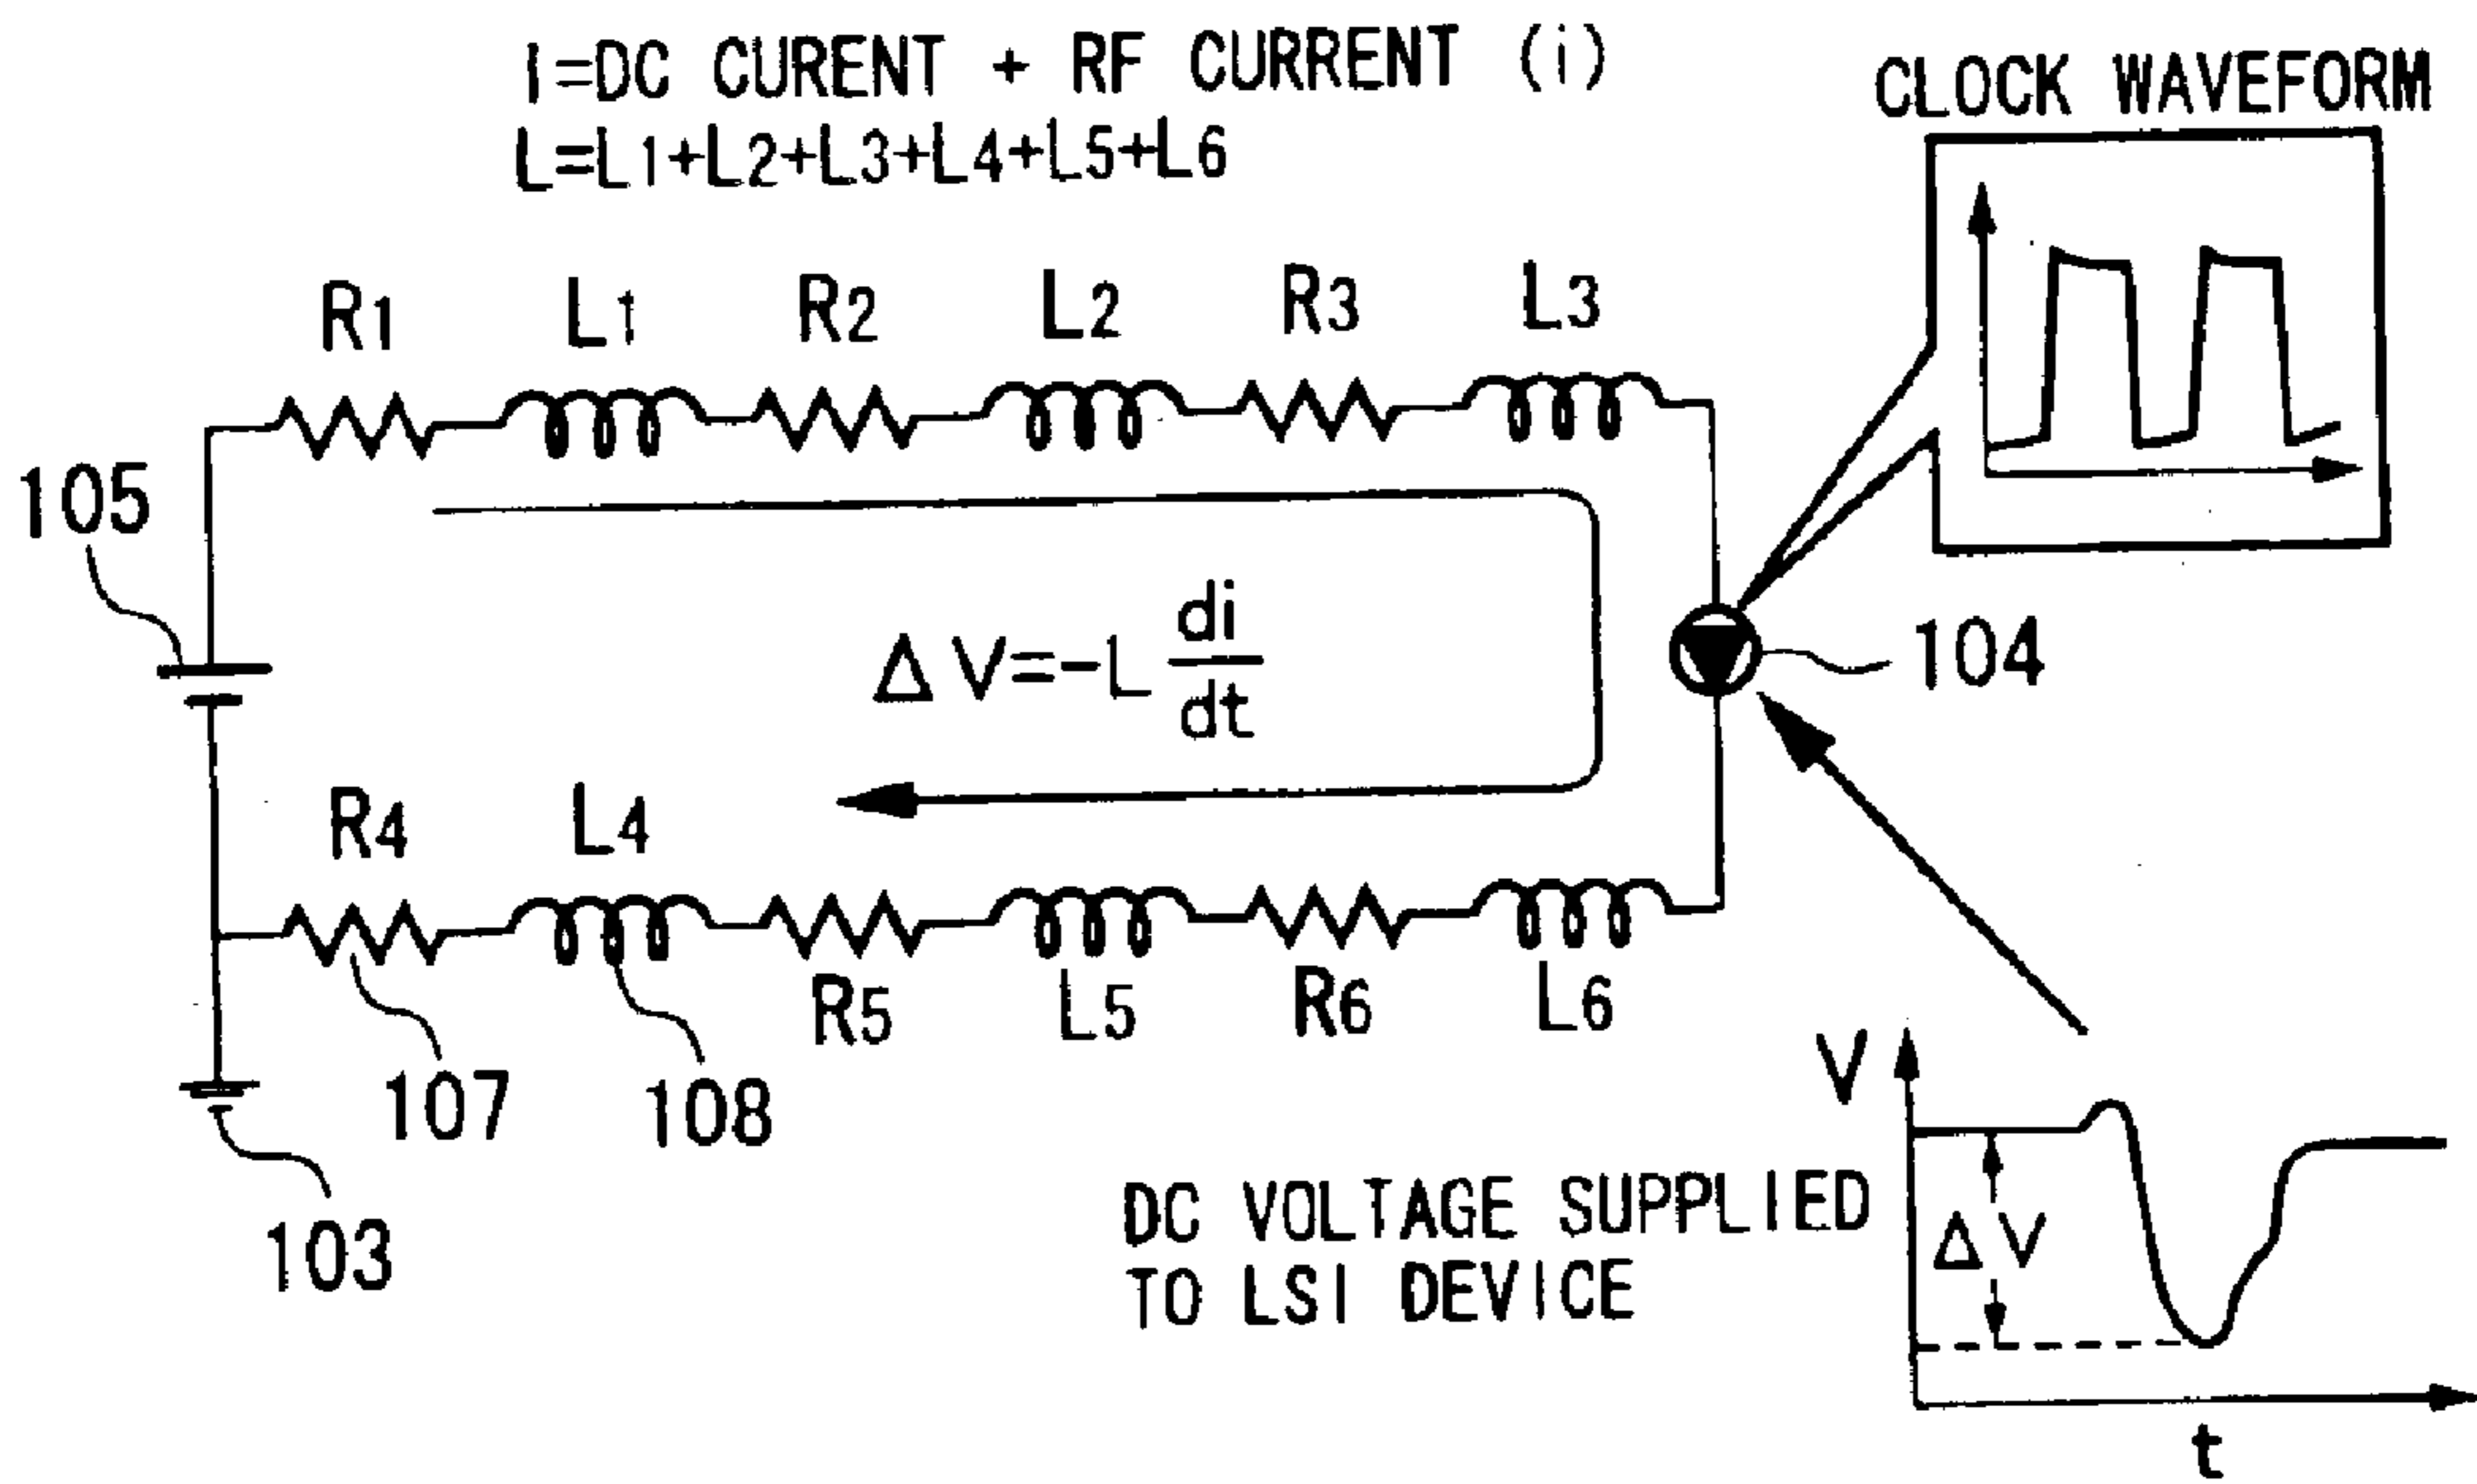 I=DC CURENT + RF CURRENT (i)
L=L1+L2+L3+L4+L5+L6
CLOCK WAVEFORM
R1 L1 R2 L2 R3 L3
105
ΔV=-L di/dt
104
R4 L4
R5 L5 R6 L6
107
108
103
V
ΔV
DC VOLTAGE SUPPLIED
TO LSI DEVICE
t